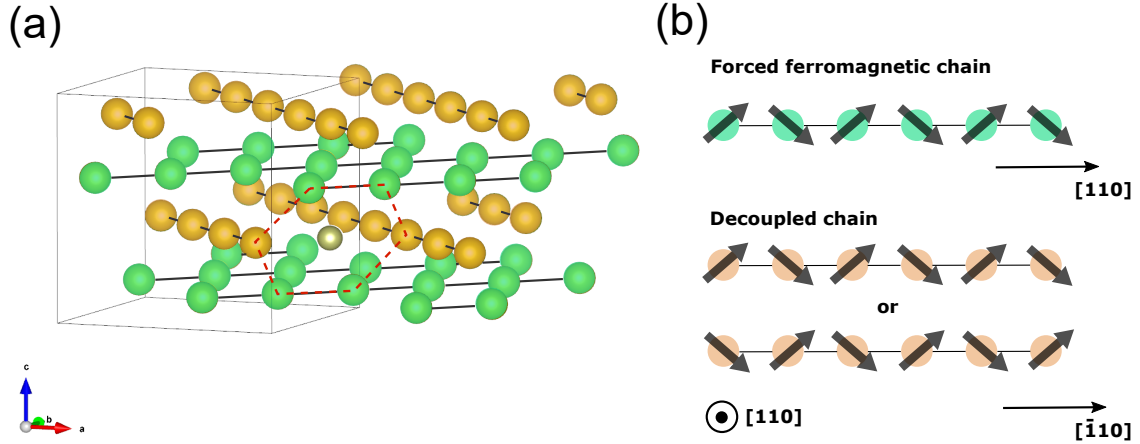 (a)
c
b
a
(b)
Forced ferromagnetic chain
[110]
Decoupled chain
or
[110]
[1̄10]